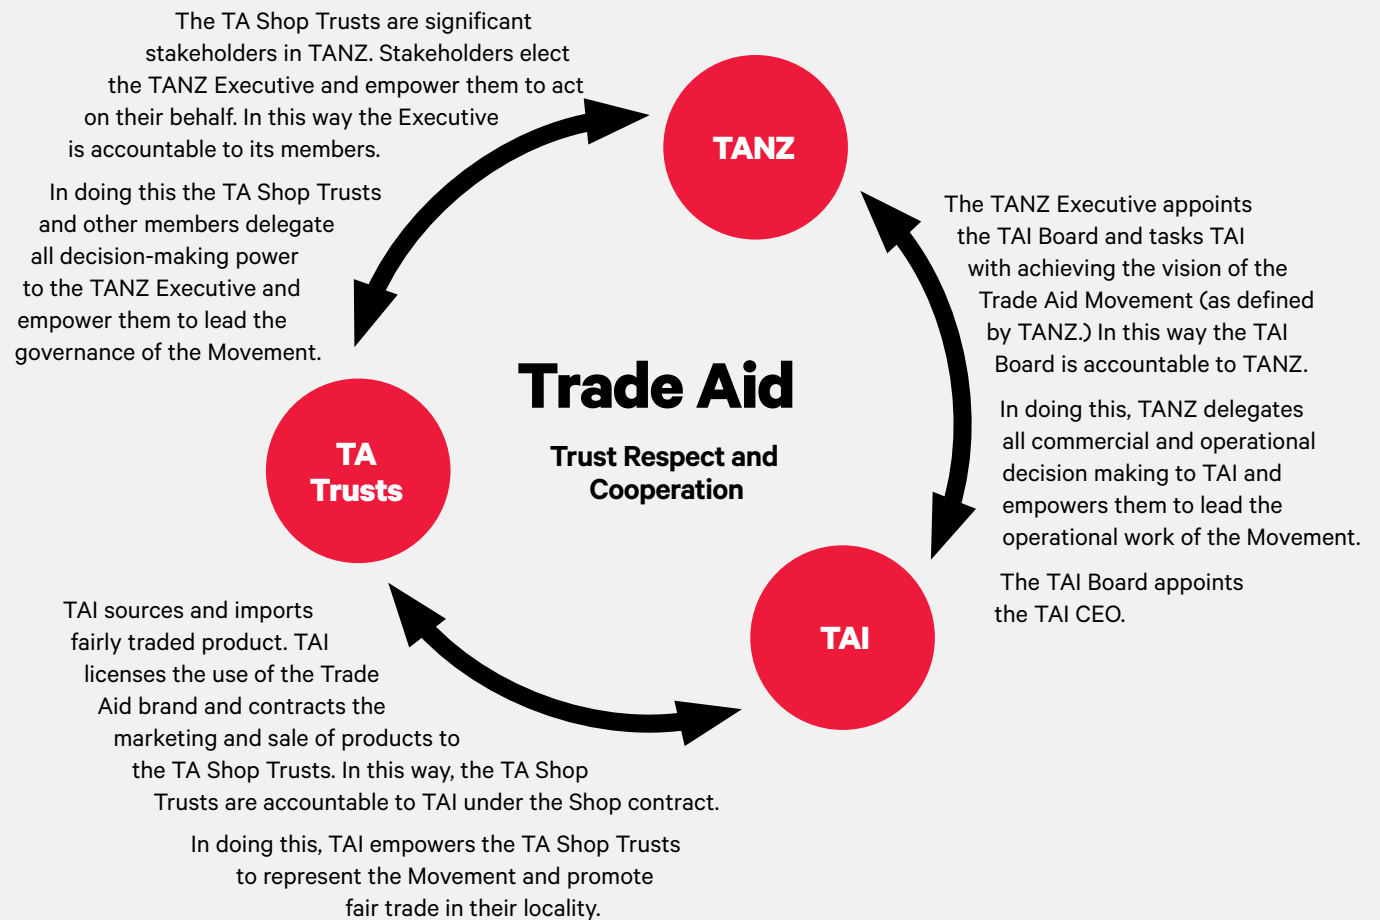 The TA Shop Trusts are significant
stakeholders in TANZ. Stakeholders elect
the TANZ Executive and empower them to act
on their behalf. In this way the Executive
is accountable to its members.
In doing this the TA Shop Trusts
and other members delegate
all decision-making power
to the TANZ Executive and
empower them to lead the
governance of the Movement.
TANZ
The TANZ Executive appoints
the TAI Board and tasks TAI
with achieving the vision of the
Trade Aid Movement (as defined
by TANZ.) In this way the TAI
Board is accountable to TANZ.
In doing this, TANZ delegates
all commercial and operational
decision making to TAI and
empowers them to lead the
operational work of the Movement.
The TAI Board appoints
the TAI CEO.
Trade Aid
Trust Respect and
Cooperation
TA
Trusts
TAI
TAI sources and imports
fairly traded product. TAI
licenses the use of the Trade
Aid brand and contracts the
marketing and sale of products to
the TA Shop Trusts. In this way, the TA Shop
Trusts are accountable to TAI under the Shop contract.
In doing this, TAI empowers the TA Shop Trusts
to represent the Movement and promote
fair trade in their locality.